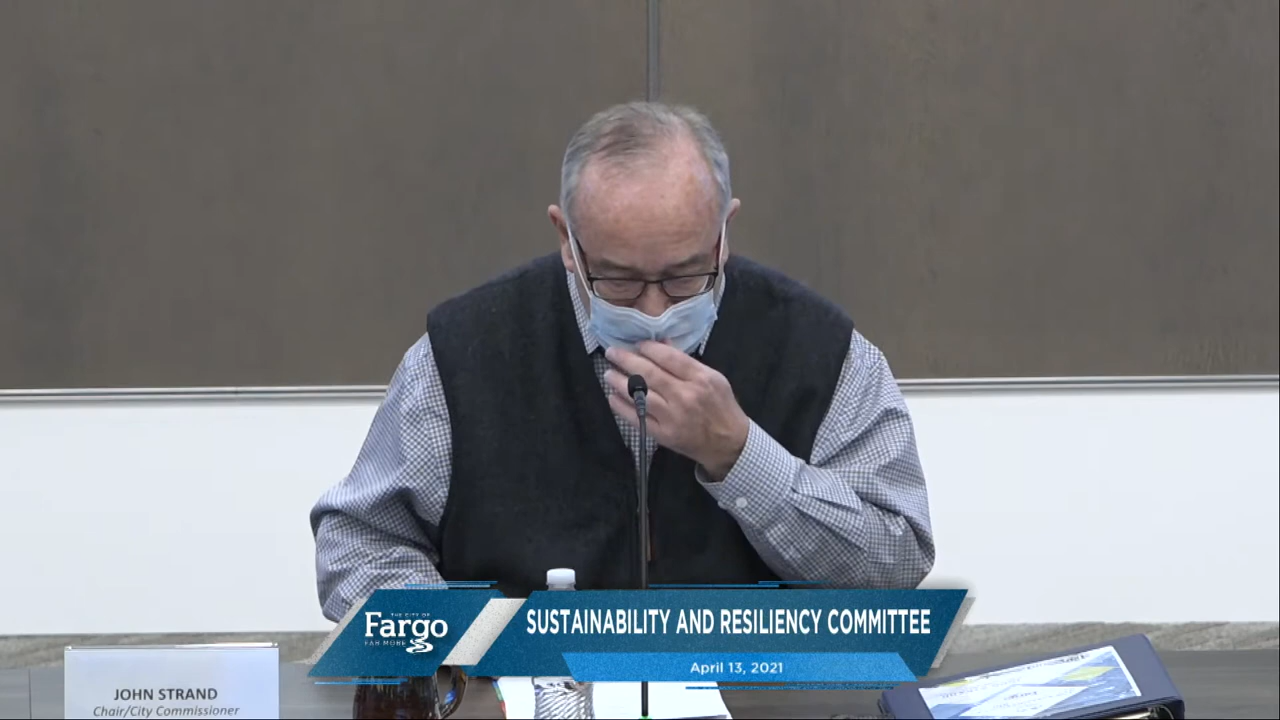 THE CITY OF
Fargo
FAR MORE
SUSTAINABILITY AND RESILIENCY COMMITTEE
April 13, 2021
JOHN STRAND
Chair/City Commissioner